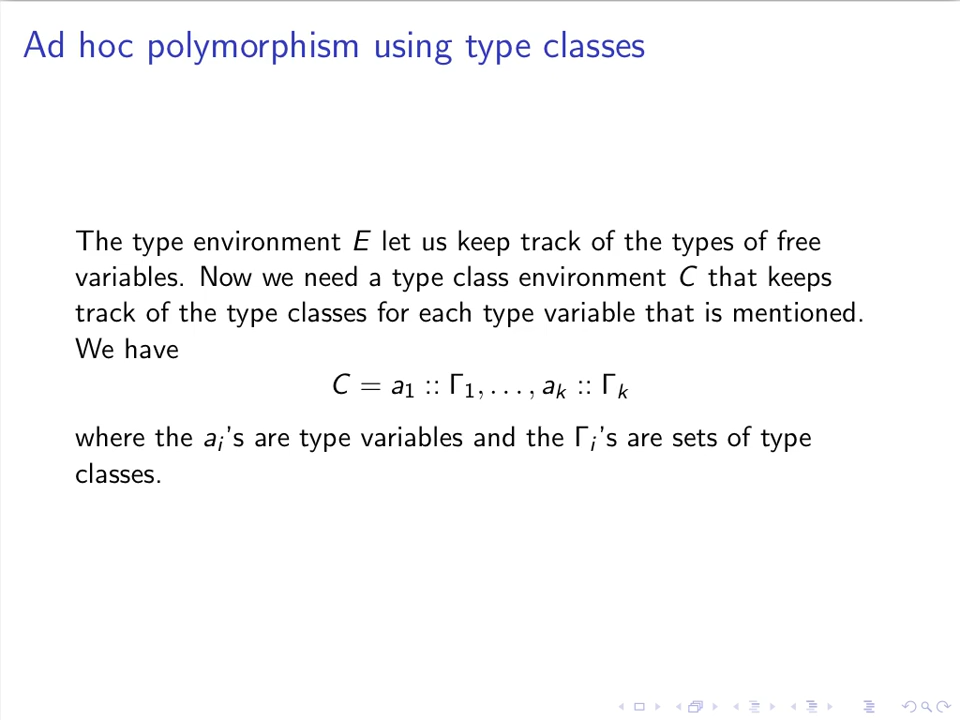 Ad hoc polymorphism using type classes
The type environment E let us keep track of the types of free
variables. Now we need a type class environment C that keeps
track of the type classes for each type variable that is mentioned.
We have
C = a₁ :: Γ₁, . . . , aₖ :: Γₖ
where the aᵢ's are type variables and the Γᵢ's are sets of type
classes.